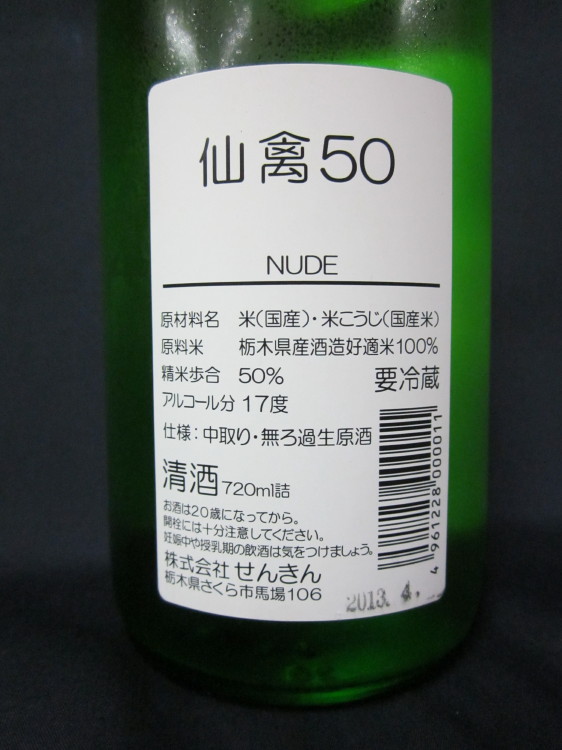 仙禽50
NUDE
原材料名 米(国産)・米こうじ(国産米)
原料米 栃木県産酒造好適米100%
精米歩合 50% 要冷蔵
アルコール分 17度
仕様:中取り・無ろ過生原酒
清酒 720ml詰
お酒は20歳になってから。
開栓には十分注意してください。
妊娠中や授乳期の飲酒は気をつけましょう。
株式会社 せんきん
栃木県さくら市馬場106
2013. 4.
4961228000011